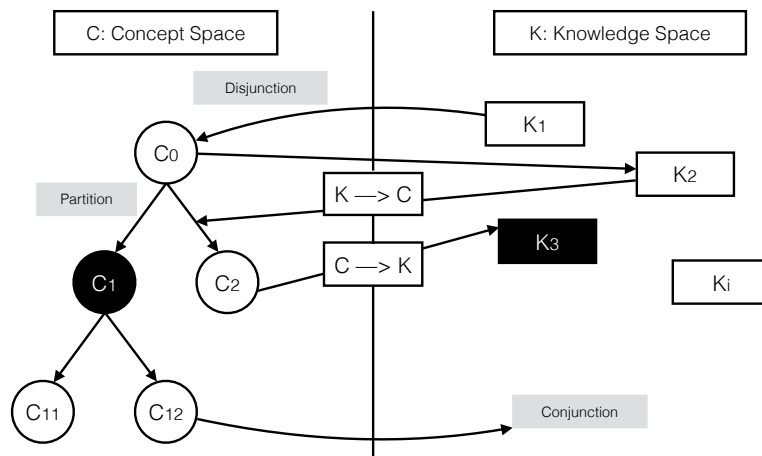 C: Concept Space
K: Knowledge Space
Disjunction
K1
C0
K2
Partition
K —> C
K3
C1
C2
C —> K
Ki
C11
C12
Conjunction